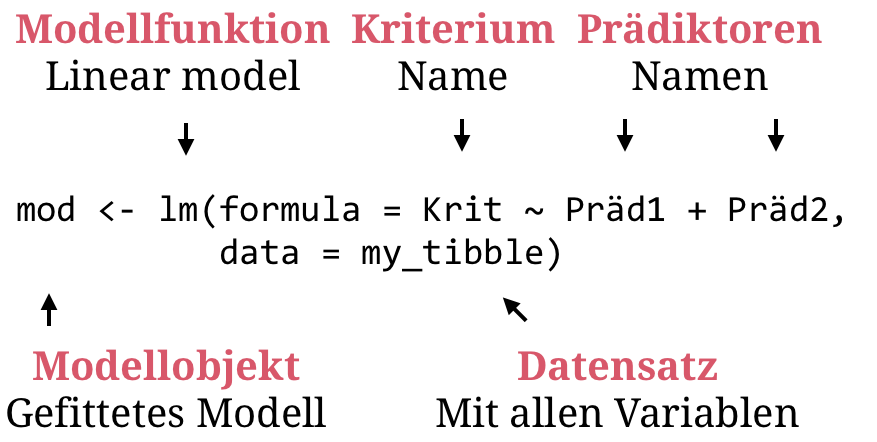 Modellfunktion Kriterium Prädiktoren
Linear model Name Namen
mod <- lm(formula = Krit ~ Präd1 + Präd2,
data = my_tibble)
Modellobjekt Datensatz
Gefittetes Modell Mit allen Variablen